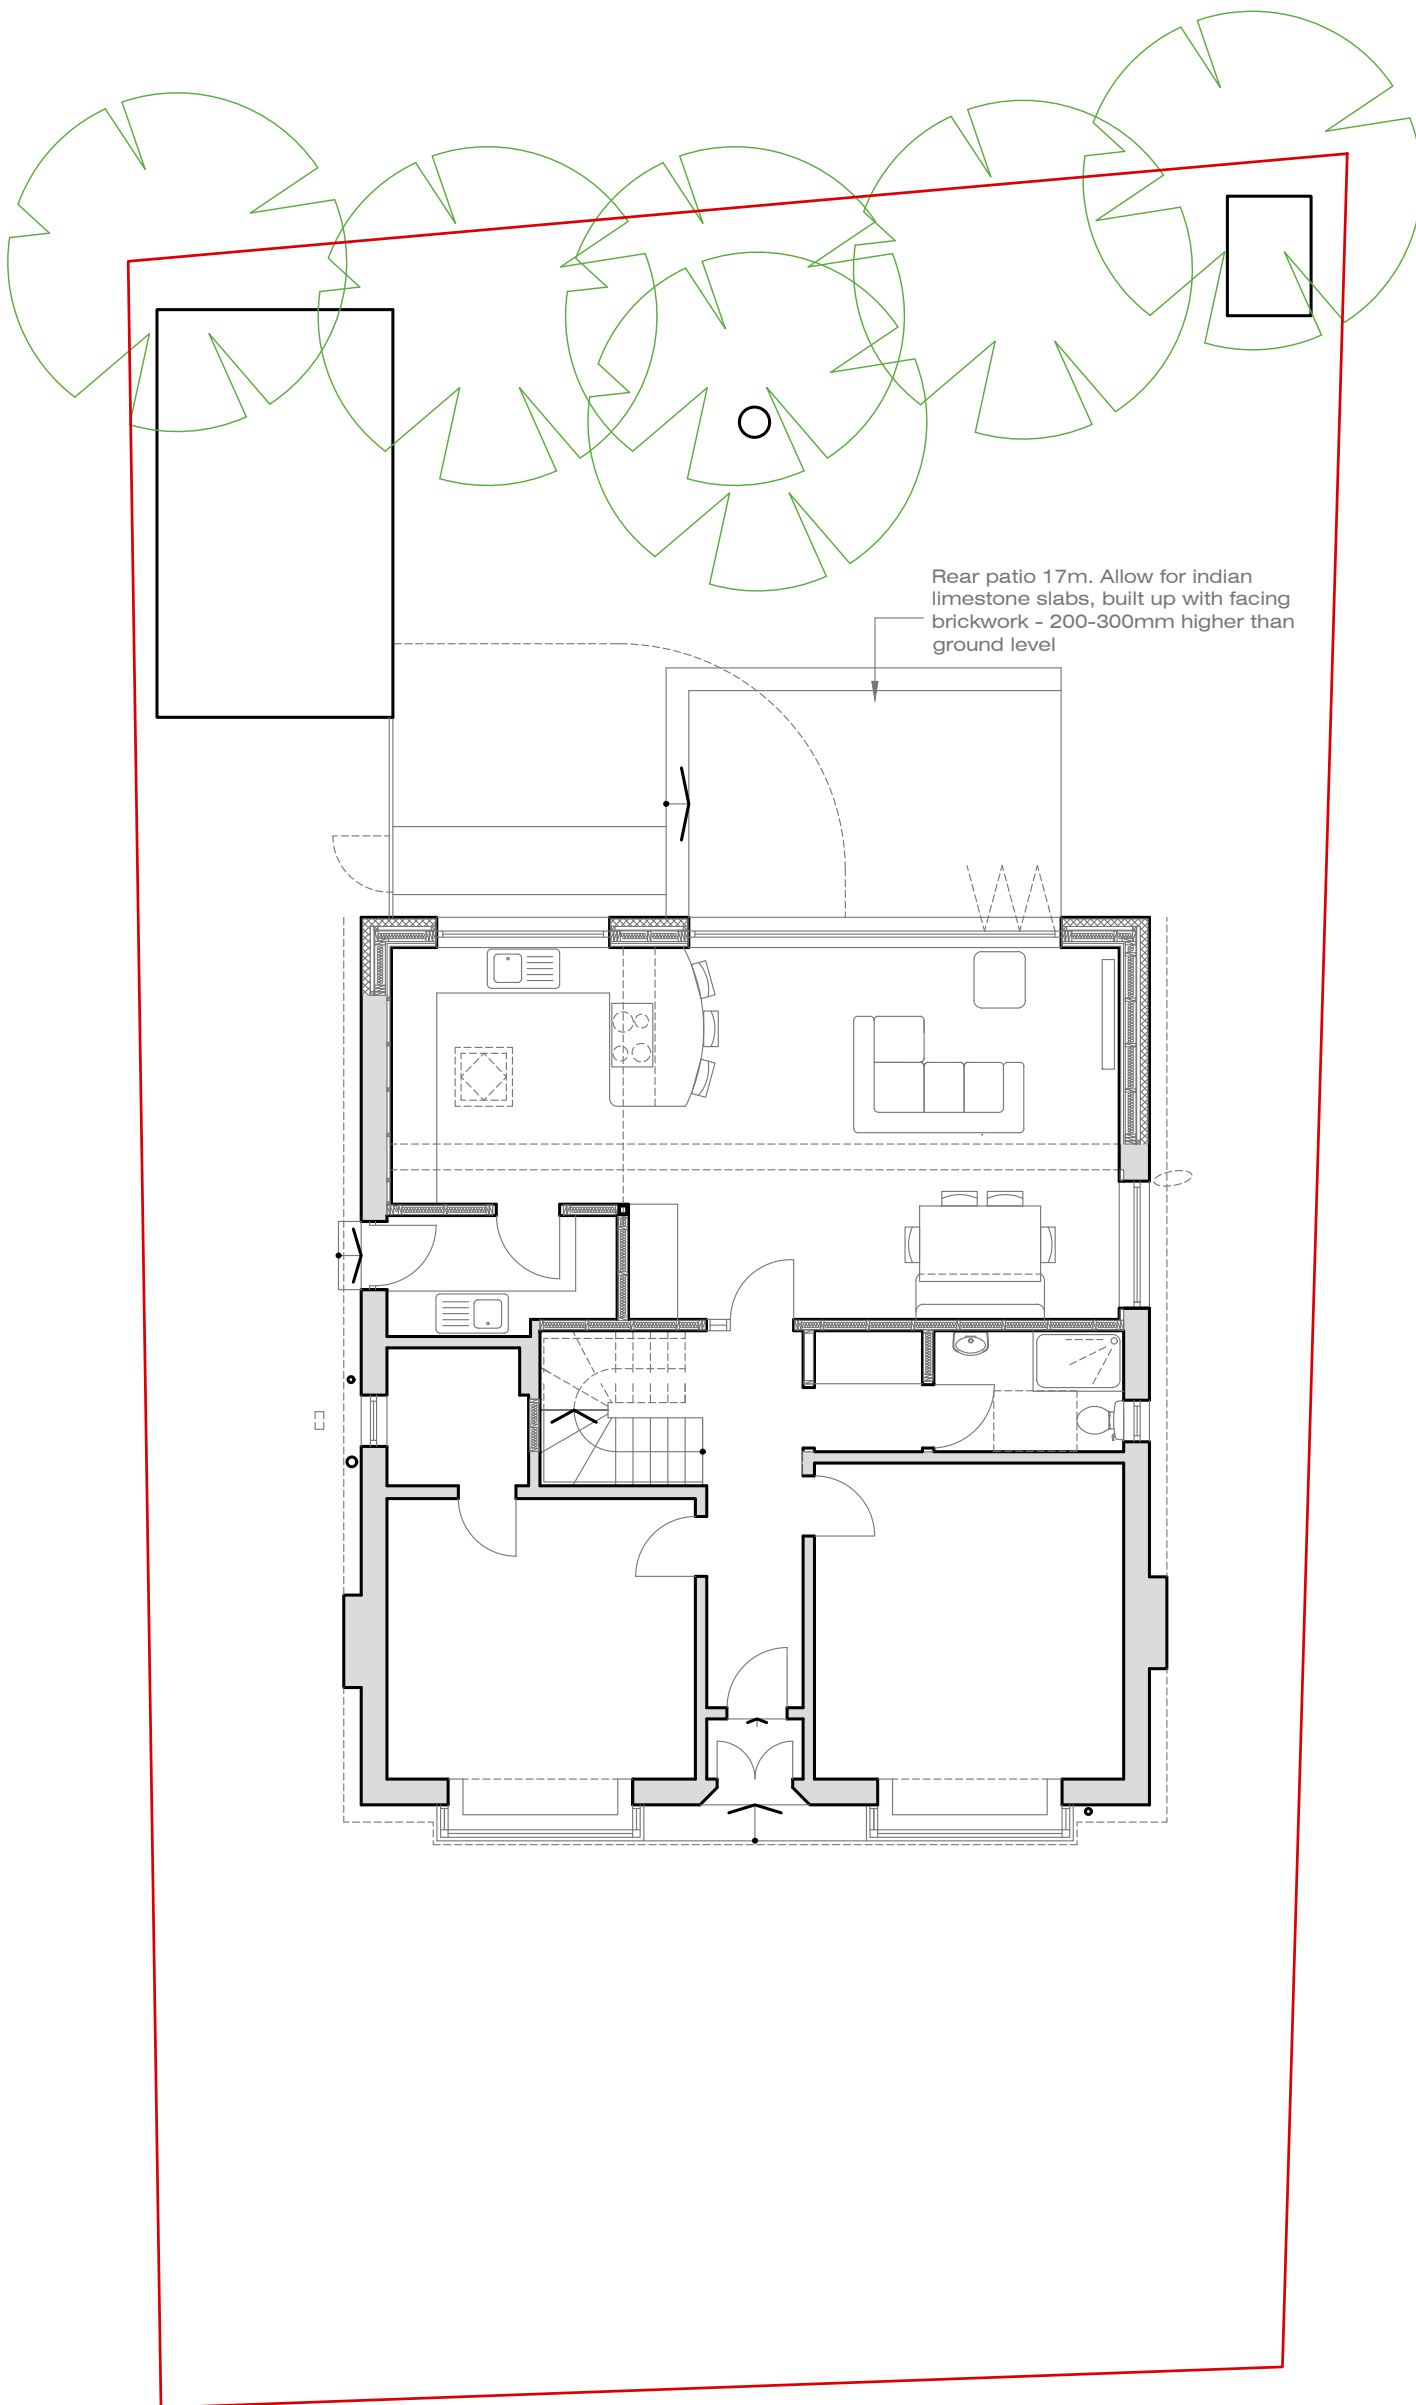 Rear patio 17m. Allow for indian
limestone slabs, built up with facing
brickwork - 200-300mm higher than
ground level